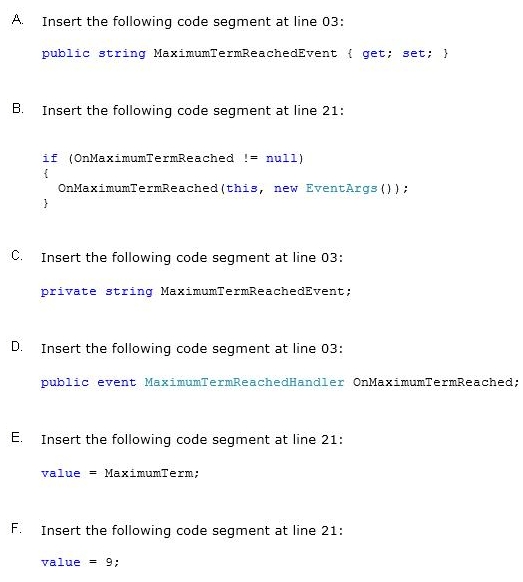 A. Insert the following code segment at line 03:
public string MaximumTermReachedEvent { get; set; }
B. Insert the following code segment at line 21:
if (OnMaximumTermReached != null)
{
OnMaximumTermReached(this, new EventArgs());
}
C. Insert the following code segment at line 03:
private string MaximumTermReachedEvent;
D. Insert the following code segment at line 03:
public event MaximumTermReachedHandler OnMaximumTermReached;
E. Insert the following code segment at line 21:
value = MaximumTerm;
F. Insert the following code segment at line 21:
value = 9;